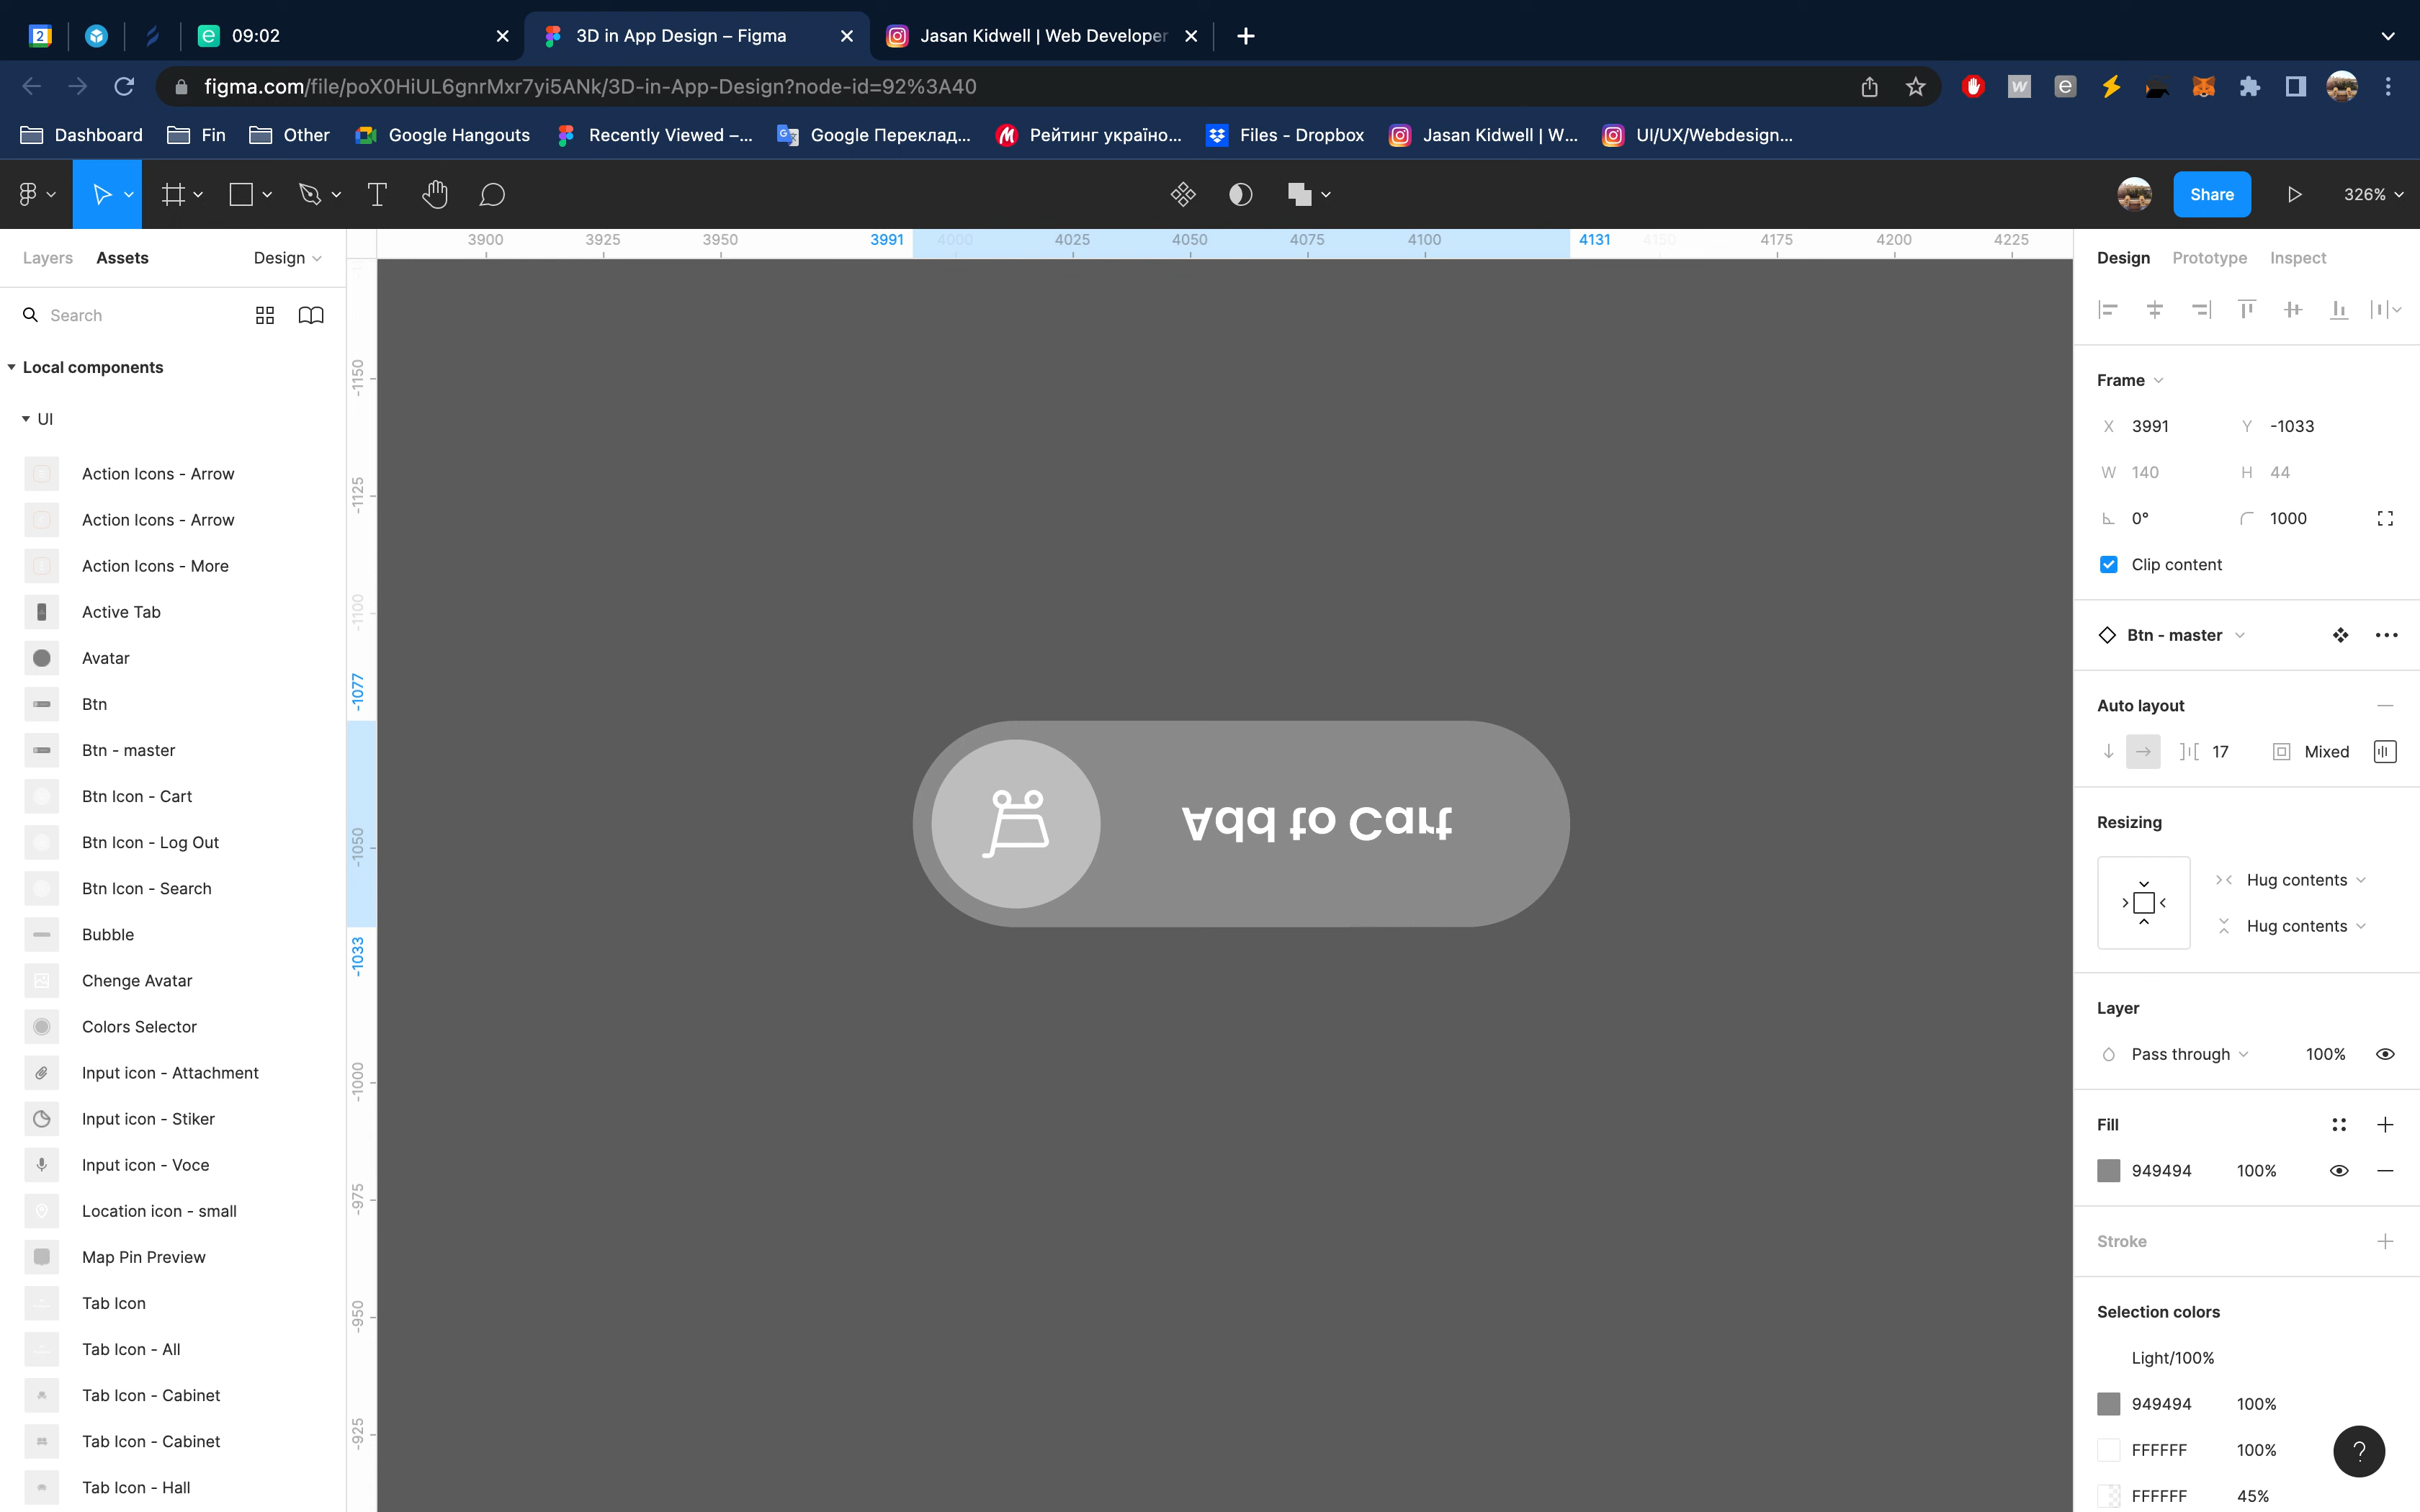 2
09:02
3D in App Design – Figma
Jasan Kidwell | Web Developer
figma.com/file/poX0HiUL6gnrMxr7yi5ANk/3D-in-App-Design?node-id=92%3A40
Dashboard
Fin
Other
Google Hangouts
Recently Viewed –...
Google Переклад...
Рейтинг україно...
Files - Dropbox
Jasan Kidwell | W...
UI/UX/Webdesign...
Share
326%
Layers
Assets
Design
3900
3925
3950
3991
4000
4025
4050
4075
4100
4131
4150
4175
4200
4225
Design
Prototype
Inspect
Search
Local components
UI
Action Icons - Arrow
Action Icons - Arrow
Action Icons - More
Active Tab
Avatar
Btn
Btn - master
Btn Icon - Cart
Btn Icon - Log Out
Btn Icon - Search
Bubble
Chenge Avatar
Colors Selector
Input icon - Attachment
Input icon - Stiker
Input icon - Voce
Location icon - small
Map Pin Preview
Tab Icon
Tab Icon - All
Tab Icon - Cabinet
Tab Icon - Cabinet
Tab Icon - Hall
-1150
-1125
-1100
-1077
-1050
-1033
-1000
-975
-950
-925
Add to Cart
Frame
X 3991
Y -1033
W 140
H 44
0°
1000
Clip content
Btn - master
Auto layout
17
Mixed
Resizing
Hug contents
Hug contents
Layer
Pass through
100%
Fill
949494
100%
Stroke
Selection colors
Light/100%
949494
100%
FFFFFF
100%
FFFFFF
45%
?